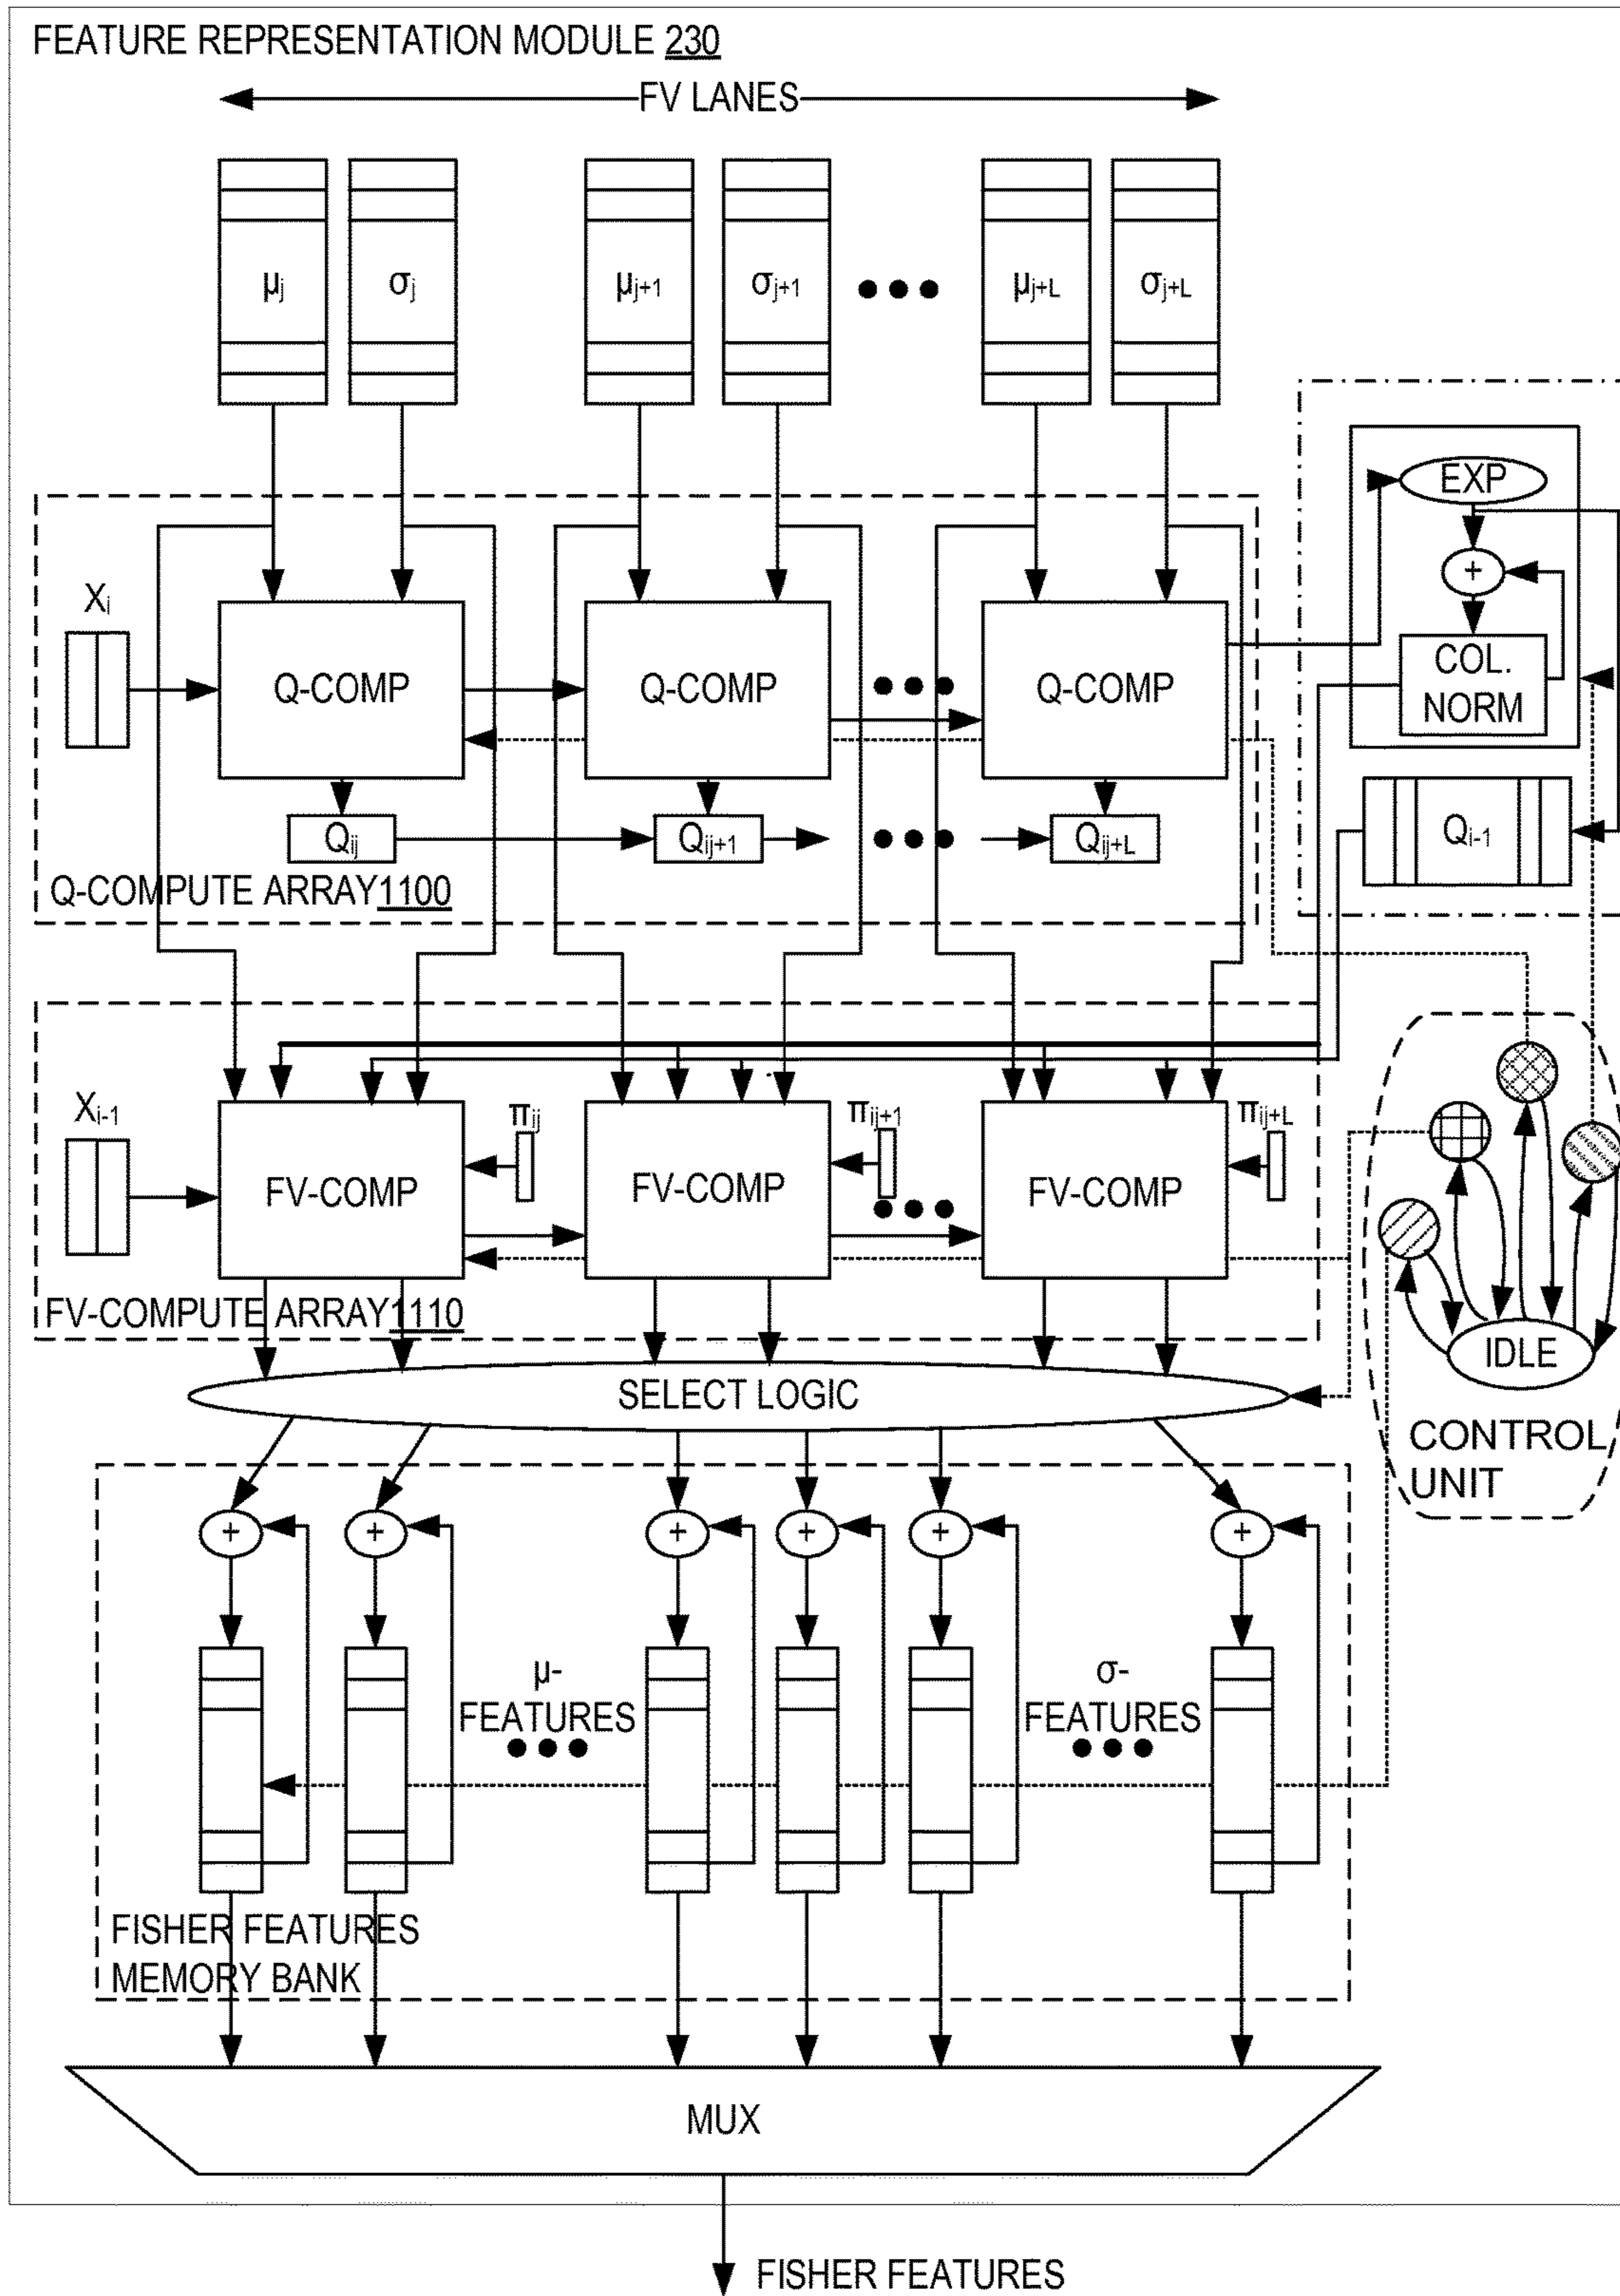 FEATURE REPRESENTATION MODULE 230
FV LANES
μj
σj
μj+1
σj+1
μj+L
σj+L
EXP
+
COL.
NORM
Xi
Q-COMP
Q-COMP
Q-COMP
Qij
Qij+1
Qij+L
Qi-1
Q-COMPUTE ARRAY1100
Xi-1
πij
πij+1
πij+L
FV-COMP
FV-COMP
FV-COMP
FV-COMPUTE ARRAY1110
IDLE
CONTROL
UNIT
SELECT LOGIC
+
+
+
+
+
+
μ-
FEATURES
σ-
FEATURES
FISHER FEATURES
MEMORY BANK
MUX
FISHER FEATURES